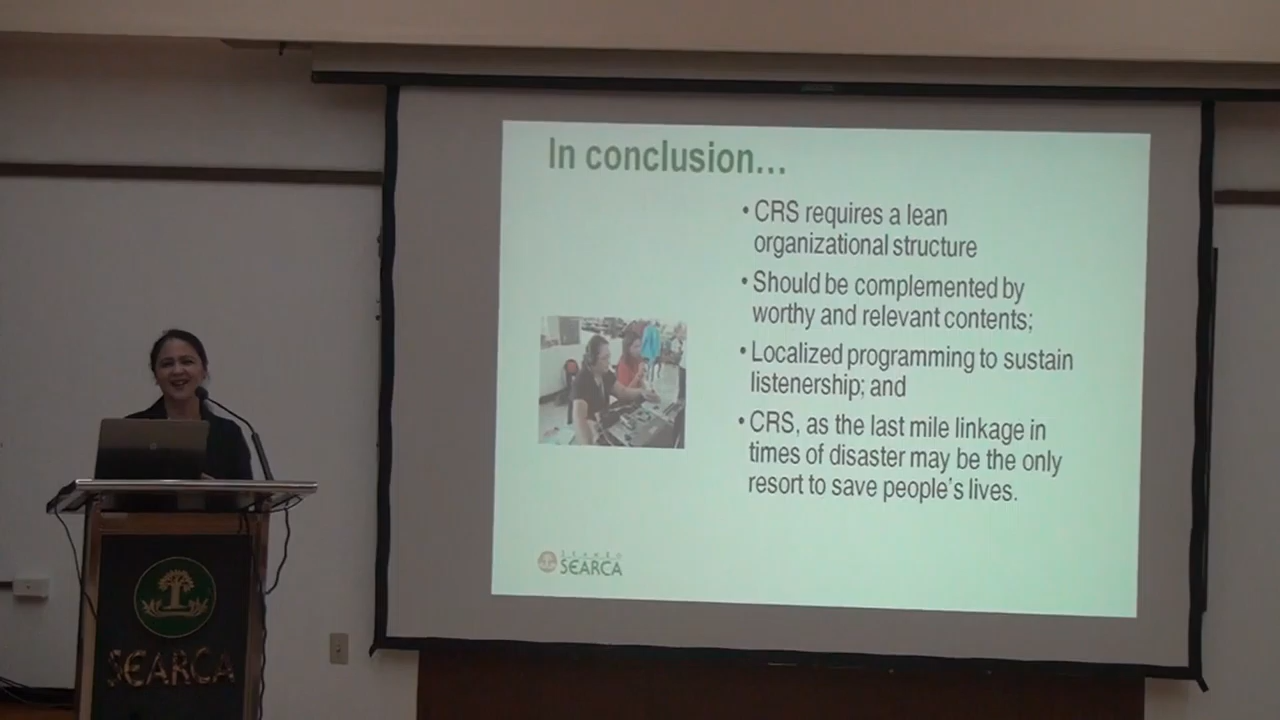 In conclusion...
• CRS requires a lean
organizational structure
• Should be complemented by
worthy and relevant contents;
• Localized programming to sustain
listenership; and
• CRS, as the last mile linkage in
times of disaster may be the only
resort to save people's lives.
SEAMEO
SEARCA
SEARCA